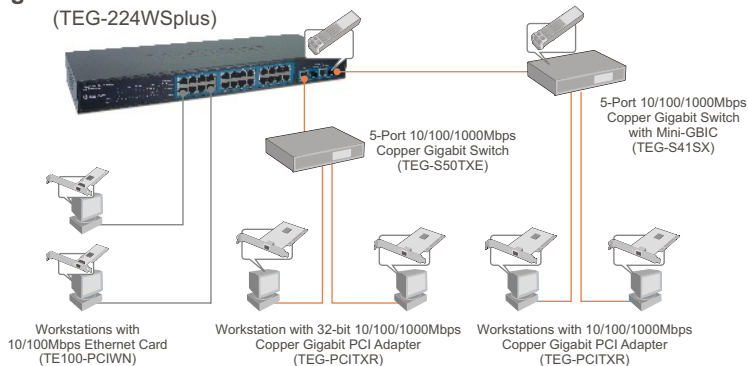 (TEG-224WSplus)
5-Port 10/100/1000Mbps
Copper Gigabit Switch
with Mini-GBIC
(TEG-S41SX)
5-Port 10/100/1000Mbps
Copper Gigabit Switch
(TEG-S50TXE)
Workstations with
10/100Mbps Ethernet Card
(TE100-PCIWN)
Workstation with 32-bit 10/100/1000Mbps
Copper Gigabit PCI Adapter
(TEG-PCITXR)
Workstations with 10/100/1000Mbps
Copper Gigabit PCI Adapter
(TEG-PCITXR)